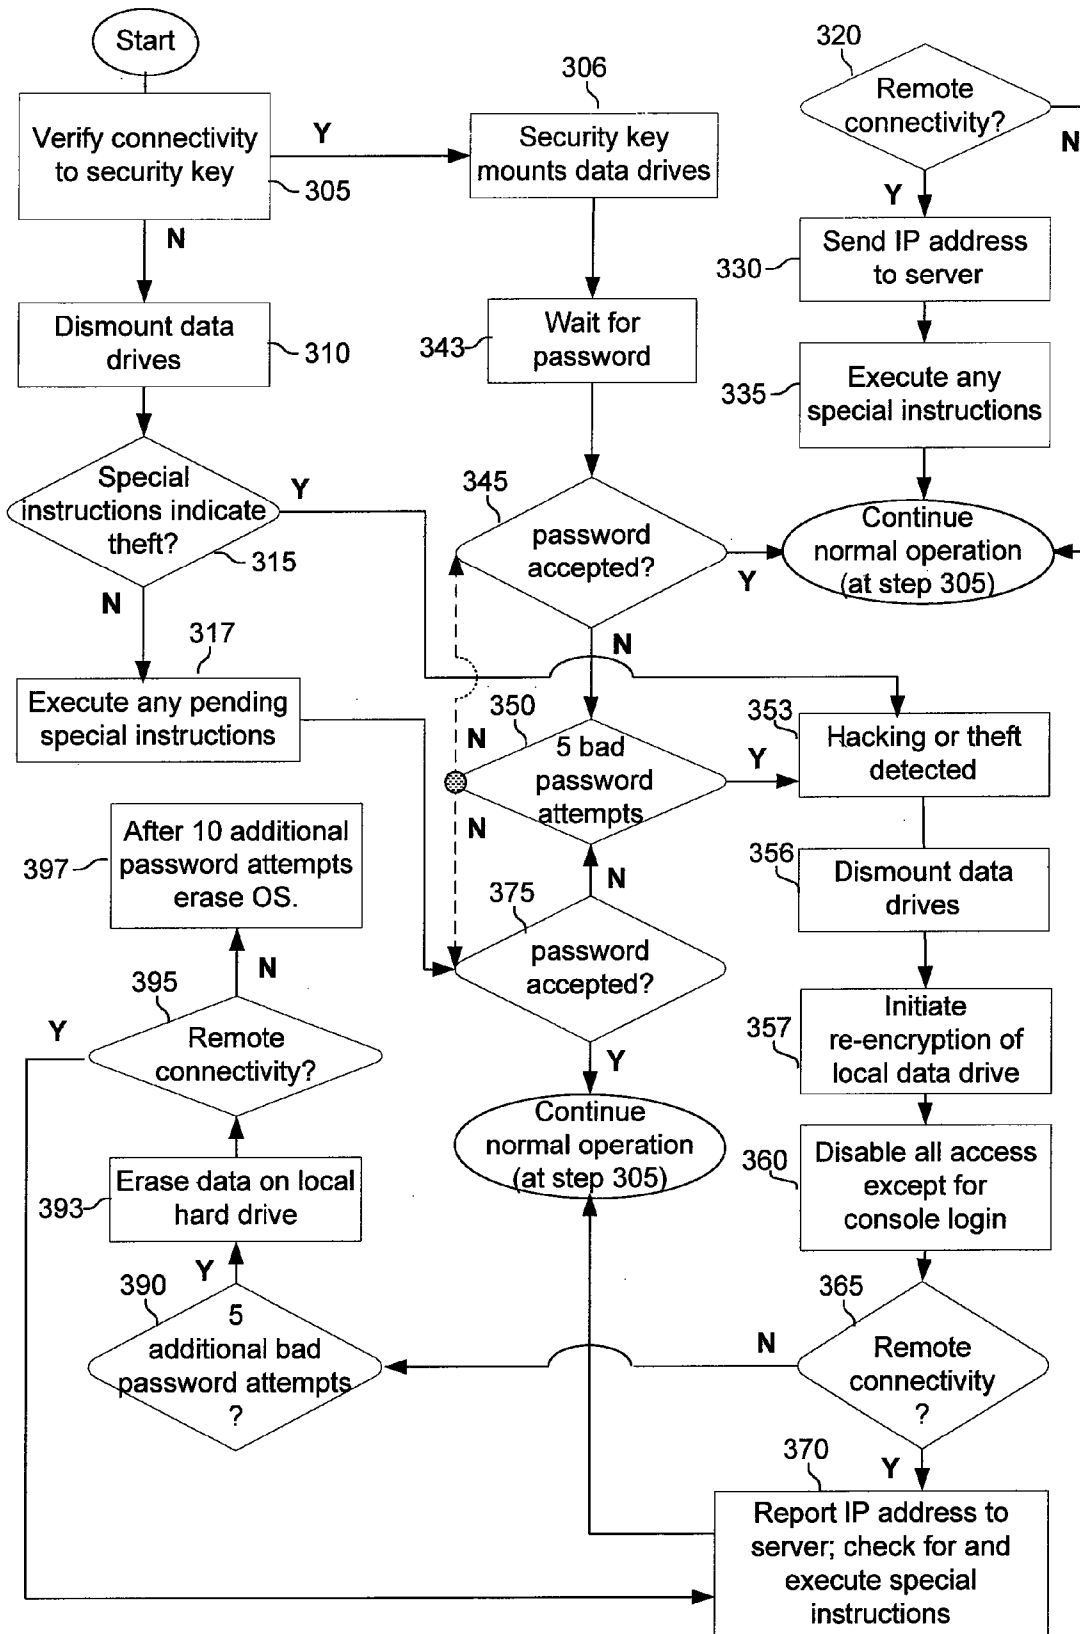 Start
Verify connectivity
to security key
305
Y
N
306
Security key
mounts data drives
320
Remote
connectivity?
N
Y
330
Send IP address
to server
Dismount data
drives
310
343
Wait for
password
335
Execute any
special instructions
Special
instructions indicate
theft?
315
Y
N
345
password
accepted?
Y
N
Continue
normal operation
(at step 305)
317
Execute any pending
special instructions
350
N
5 bad
password
attempts
Y
N
353
Hacking or theft
detected
397
After 10 additional
password attempts
erase OS.
N
375
password
accepted?
N
Y
356
Dismount data
drives
395
Remote
connectivity?
Y
357
Initiate
re-encryption of
local data drive
Continue
normal operation
(at step 305)
360
Disable all access
except for
console login
393
Erase data on local
hard drive
Y
390
5
additional bad
password attempts
?
365
Remote
connectivity
?
N
Y
370
Report IP address to
server; check for and
execute special
instructions